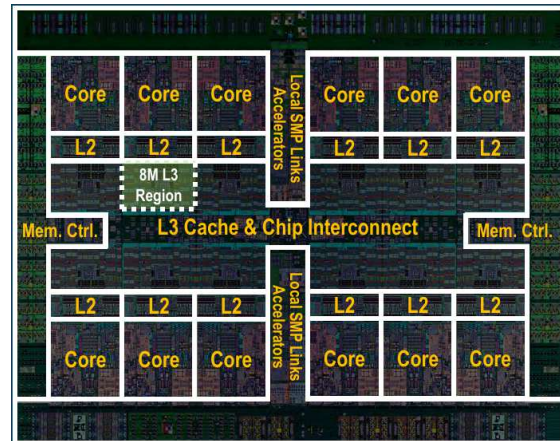 Core Core Core
Local SMP Links
Accelerators
Core Core Core
L2 L2 L2
L2 L2 L2
8M L3
Region
Mem. Ctrl.
L3 Cache & Chip Interconnect
Mem. Ctrl.
L2 L2 L2
Local SMP Links
Accelerators
L2 L2 L2
Core Core Core
Core Core Core